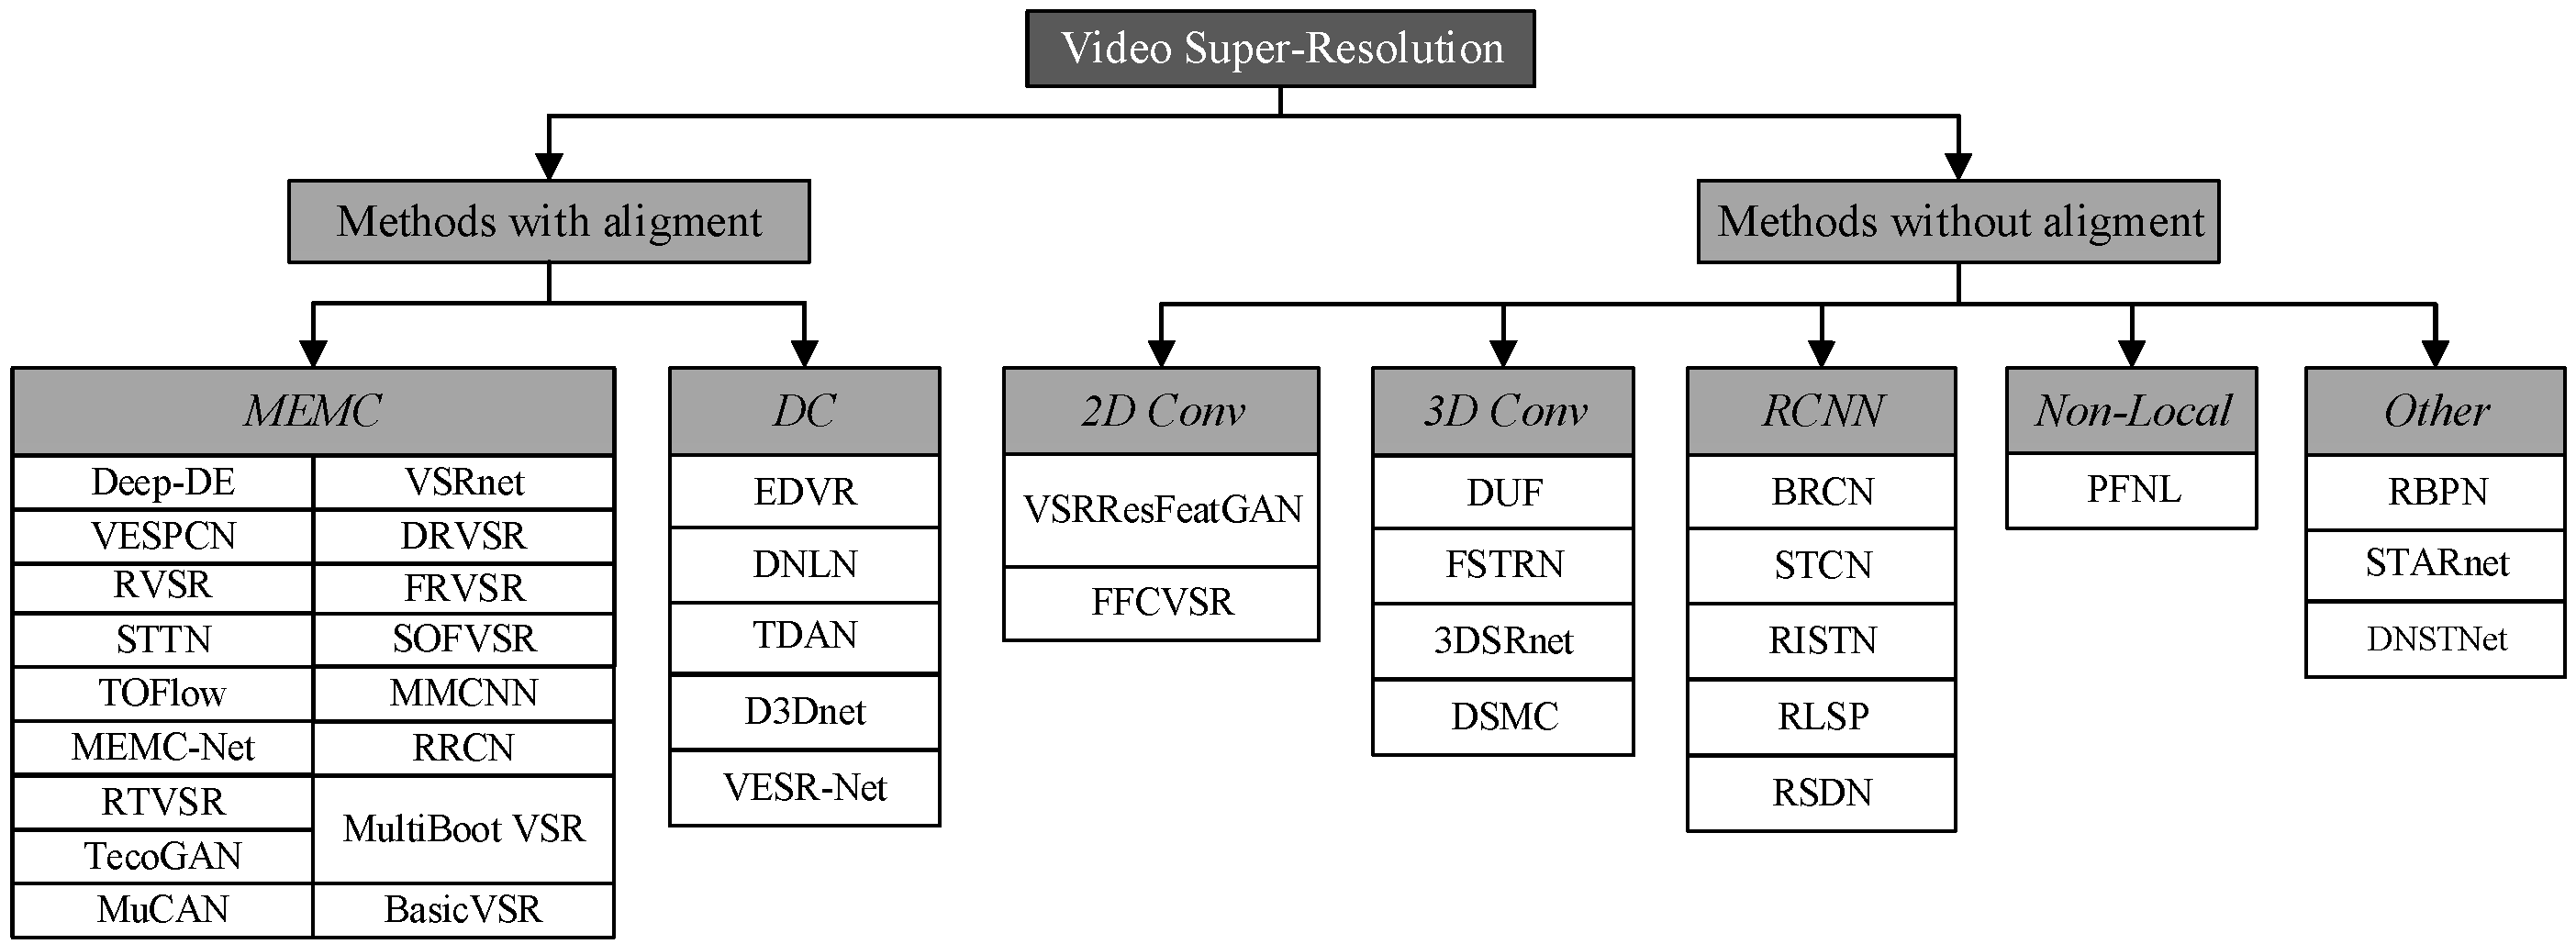 Video Super-Resolution
Methods with aligment
Methods without aligment
MEMC
Deep-DE
VSRnet
VESPCN
DRVSR
RVSR
FRVSR
STTN
SOFVSR
TOFlow
MMCNN
MEMC-Net
RRCN
RTVSR
MultiBoot VSR
TecoGAN
MuCAN
BasicVSR
DC
EDVR
DNLN
TDAN
D3Dnet
VESR-Net
2D Conv
VSRResFeatGAN
FFCVSR
3D Conv
DUF
FSTRN
3DSRnet
DSMC
RCNN
BRCN
STCN
RISTN
RLSP
RSDN
Non-Local
PFNL
Other
RBPN
STARnet
DNSTNet